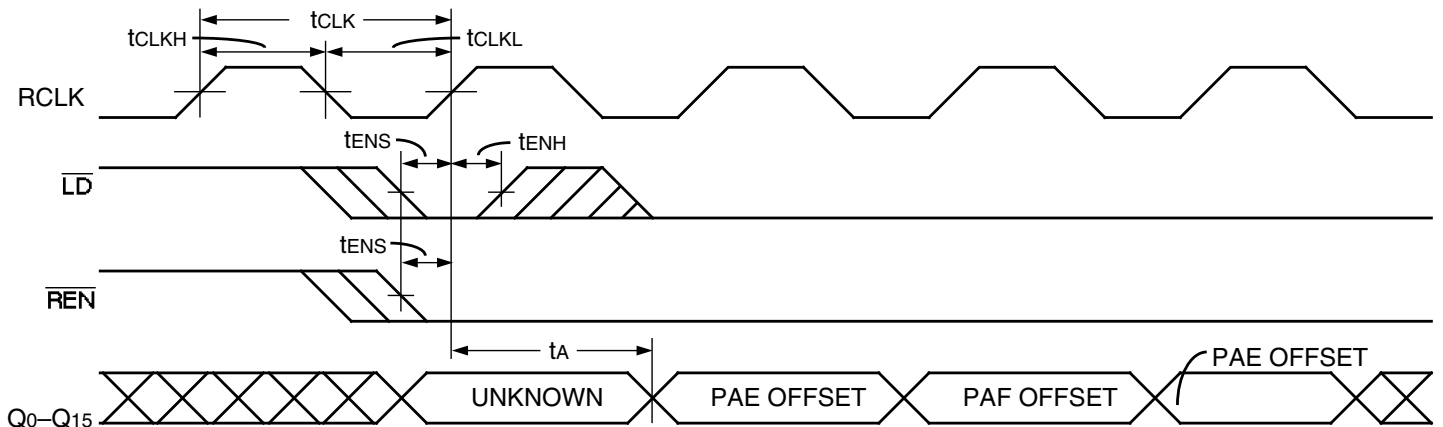 tCLK
tCLKH
tCLKL
RCLK
tENS
tENH
LD
tENS
REN
tA
PAE OFFSET
UNKNOWN
PAE OFFSET
PAF OFFSET
Q0–Q15